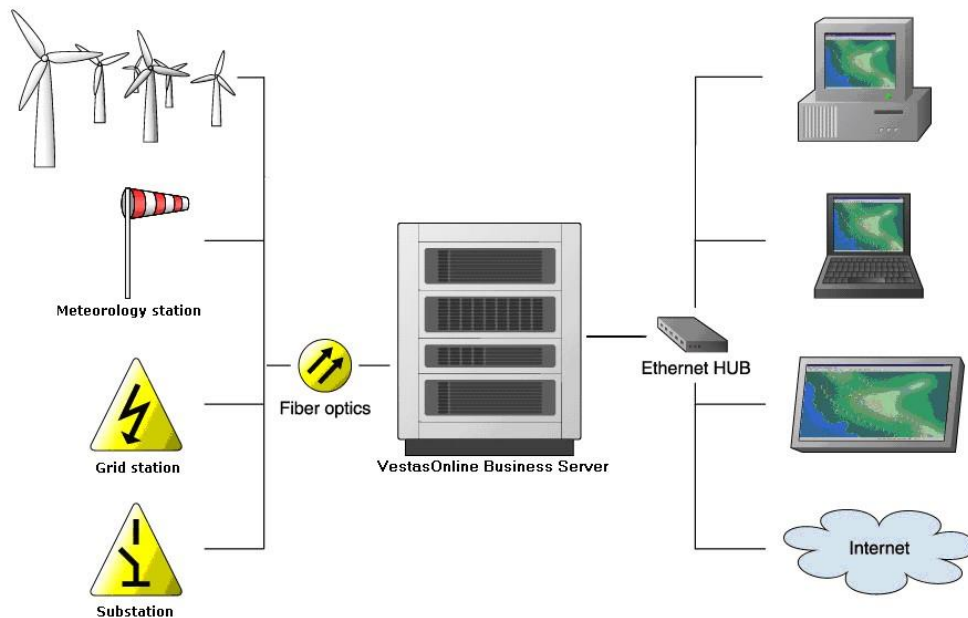 Meteorology station
Fiber optics
Grid station
Substation
VestasOnline Business Server
Ethernet HUB
Internet